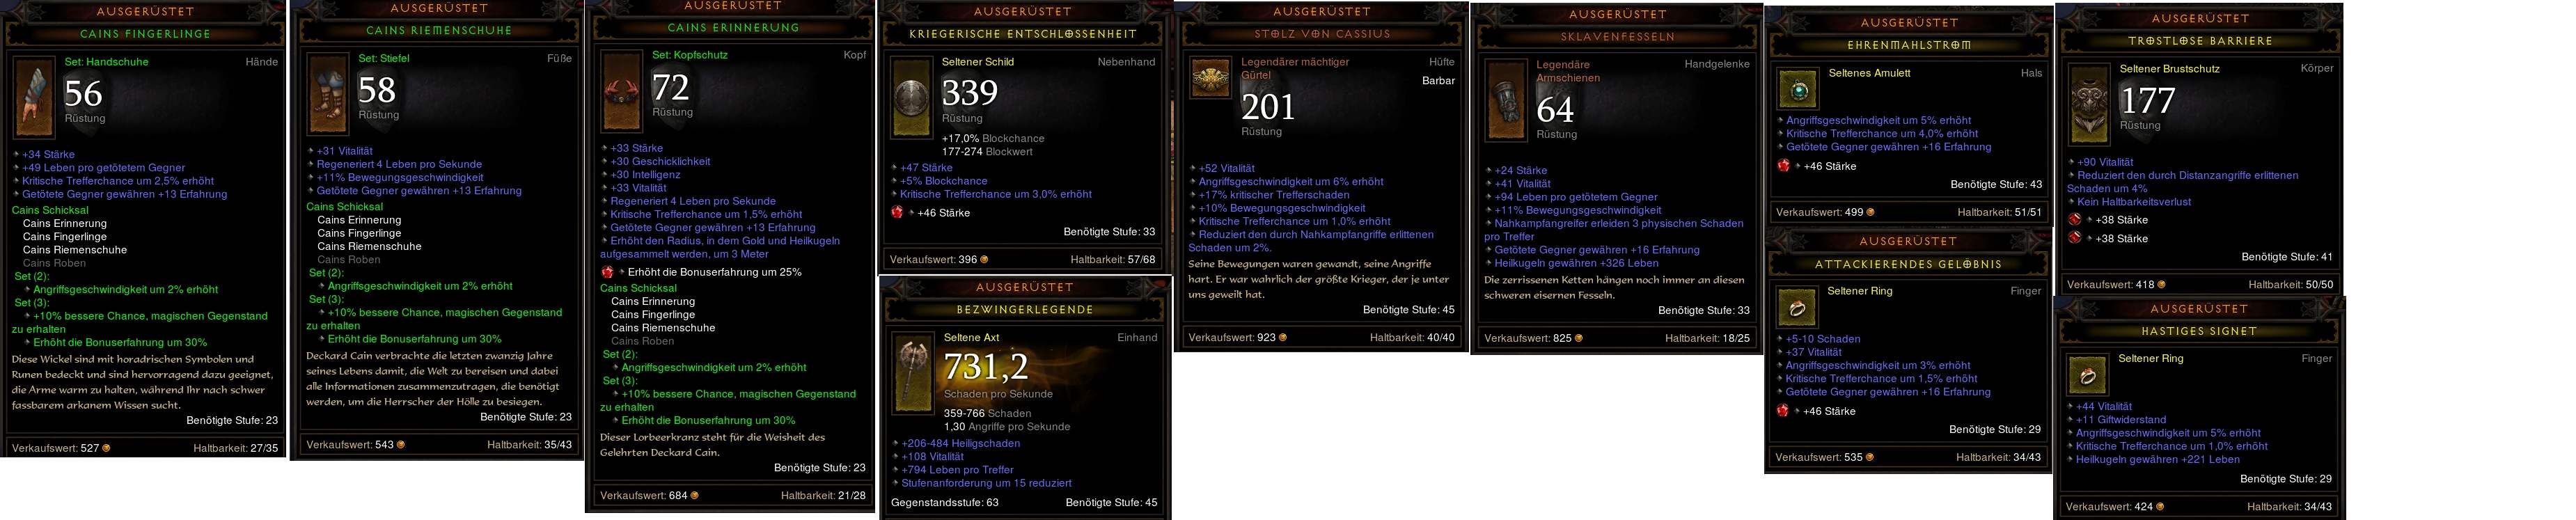 AUSGERÜSTET
CAINS FINGERLINGE
Set: Handschuhe Hände
56
Rüstung
+34 Stärke
+49 Leben pro getötetem Gegner
Kritische Trefferchance um 2,5% erhöht
Getötete Gegner gewähren +13 Erfahrung
Cains Schicksal
Cains Erinnerung
Cains Fingerlinge
Cains Riemenschuhe
Cains Roben
Set (2):
Angriffsgeschwindigkeit um 2% erhöht
Set (3):
+10% bessere Chance, magischen Gegenstand
zu erhalten
Erhöht die Bonuserfahrung um 30%
Diese Wickel sind mit horadrischen Symbolen und
Runen bedeckt und sind hervorragend dazu geeignet,
die Arme warm zu halten, während Ihr nach schwer
fassbarem arkanem Wissen sucht.
Benötigte Stufe: 23
Verkaufswert: 527 Haltbarkeit: 27/35
AUSGERÜSTET
CAINS RIEMENSCHUHE
Set: Stiefel Füße
58
Rüstung
+31 Vitalität
Regeneriert 4 Leben pro Sekunde
+11% Bewegungsgeschwindigkeit
Getötete Gegner gewähren +13 Erfahrung
Cains Schicksal
Cains Erinnerung
Cains Fingerlinge
Cains Riemenschuhe
Cains Roben
Set (2):
Angriffsgeschwindigkeit um 2% erhöht
Set (3):
+10% bessere Chance, magischen Gegenstand
zu erhalten
Erhöht die Bonuserfahrung um 30%
Deckard Cain verbrachte die letzten zwanzig Jahre
seines Lebens damit, die Welt zu bereisen und dabei
alle Informationen zusammenzutragen, die benötigt
werden, um die Herrscher der Hölle zu besiegen.
Benötigte Stufe: 23
Verkaufswert: 543 Haltbarkeit: 35/43
AUSGERÜSTET
CAINS ERINNERUNG
Set: Kopfschutz Kopf
72
Rüstung
+33 Stärke
+30 Geschicklichkeit
+30 Intelligenz
+33 Vitalität
Regeneriert 4 Leben pro Sekunde
Kritische Trefferchance um 1,5% erhöht
Getötete Gegner gewähren +13 Erfahrung
Erhöht den Radius, in dem Gold und Heilkugeln
aufgesammelt werden, um 3 Meter
Erhöht die Bonuserfahrung um 25%
Cains Schicksal
Cains Erinnerung
Cains Fingerlinge
Cains Riemenschuhe
Cains Roben
Set (2):
Angriffsgeschwindigkeit um 2% erhöht
Set (3):
+10% bessere Chance, magischen Gegenstand
zu erhalten
Erhöht die Bonuserfahrung um 30%
Dieser Lorbeerkranz steht für die Weisheit des
Gelehrten Deckard Cain.
Benötigte Stufe: 23
Verkaufswert: 684 Haltbarkeit: 21/28
AUSGERÜSTET
KRIEGERISCHE ENTSCHLOSSENHEIT
Seltener Schild Nebenhand
339
Rüstung
+17,0% Blockchance
177-274 Blockwert
+47 Stärke
+5% Blockchance
Kritische Trefferchance um 3,0% erhöht
+46 Stärke
Benötigte Stufe: 33
Verkaufswert: 396 Haltbarkeit: 57/68
AUSGERÜSTET
BEZWINGERLEGENDE
Seltene Axt Einhand
731,2
Schaden pro Sekunde
359-766 Schaden
1,30 Angriffe pro Sekunde
+206-484 Heiligschaden
+108 Vitalität
+794 Leben pro Treffer
Stufenanforderung um 15 reduziert
Gegenstandsstufe: 63 Benötigte Stufe: 45
AUSGERÜSTET
STOLZ VON CASSIUS
Legendärer mächtiger Hüfte
Gürtel Barbar
201
Rüstung
+52 Vitalität
Angriffsgeschwindigkeit um 6% erhöht
+17% kritischer Trefferschaden
+10% Bewegungsgeschwindigkeit
Kritische Trefferchance um 1,0% erhöht
Reduziert den durch Nahkampfangriffe erlittenen
Schaden um 2%.
Seine Bewegungen waren gewandt, seine Angriffe
hart. Er war wahrlich der größte Krieger, der je unter
uns geweilt hat.
Benötigte Stufe: 45
Verkaufswert: 923 Haltbarkeit: 40/40
AUSGERÜSTET
SKLAVENFESSELN
Legendäre Handgelenke
Armschienen
64
Rüstung
+24 Stärke
+41 Vitalität
+94 Leben pro getötetem Gegner
+11% Bewegungsgeschwindigkeit
Nahkampfangreifer erleiden 3 physischen Schaden
pro Treffer
Getötete Gegner gewähren +16 Erfahrung
Heilkugeln gewähren +326 Leben
Die zerrissenen Ketten hängen noch immer an diesen
schweren eisernen Fesseln.
Benötigte Stufe: 33
Verkaufswert: 825 Haltbarkeit: 18/25
AUSGERÜSTET
EHRENMAHLSTROM
Seltenes Amulett Hals
Angriffsgeschwindigkeit um 5% erhöht
Kritische Trefferchance um 4,0% erhöht
Getötete Gegner gewähren +16 Erfahrung
+46 Stärke
Benötigte Stufe: 43
Verkaufswert: 499 Haltbarkeit: 51/51
AUSGERÜSTET
ATTACKIERENDES GELÖBNIS
Seltener Ring Finger
+5-10 Schaden
+37 Vitalität
Angriffsgeschwindigkeit um 3% erhöht
Kritische Trefferchance um 1,5% erhöht
Getötete Gegner gewähren +16 Erfahrung
+46 Stärke
Benötigte Stufe: 29
Verkaufswert: 535 Haltbarkeit: 34/43
AUSGERÜSTET
TROSTLOSE BARRIERE
Seltener Brustschutz Körper
177
Rüstung
+90 Vitalität
Reduziert den durch Distanzangriffe erlittenen
Schaden um 4%
Kein Haltbarkeitsverlust
+38 Stärke
+38 Stärke
Benötigte Stufe: 41
Verkaufswert: 418 Haltbarkeit: 50/50
AUSGERÜSTET
HASTIGES SIGNET
Seltener Ring Finger
+44 Vitalität
+11 Giftwiderstand
Angriffsgeschwindigkeit um 5% erhöht
Kritische Trefferchance um 1,0% erhöht
Heilkugeln gewähren +221 Leben
Benötigte Stufe: 29
Verkaufswert: 424 Haltbarkeit: 34/43